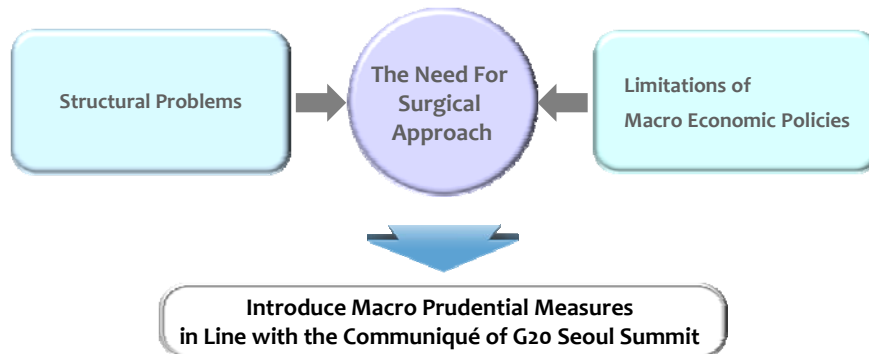 Structural Problems
The Need For
Surgical
Approach
Limitations of
Macro Economic Policies
Introduce Macro Prudential Measures
in Line with the Communiqué of G20 Seoul Summit